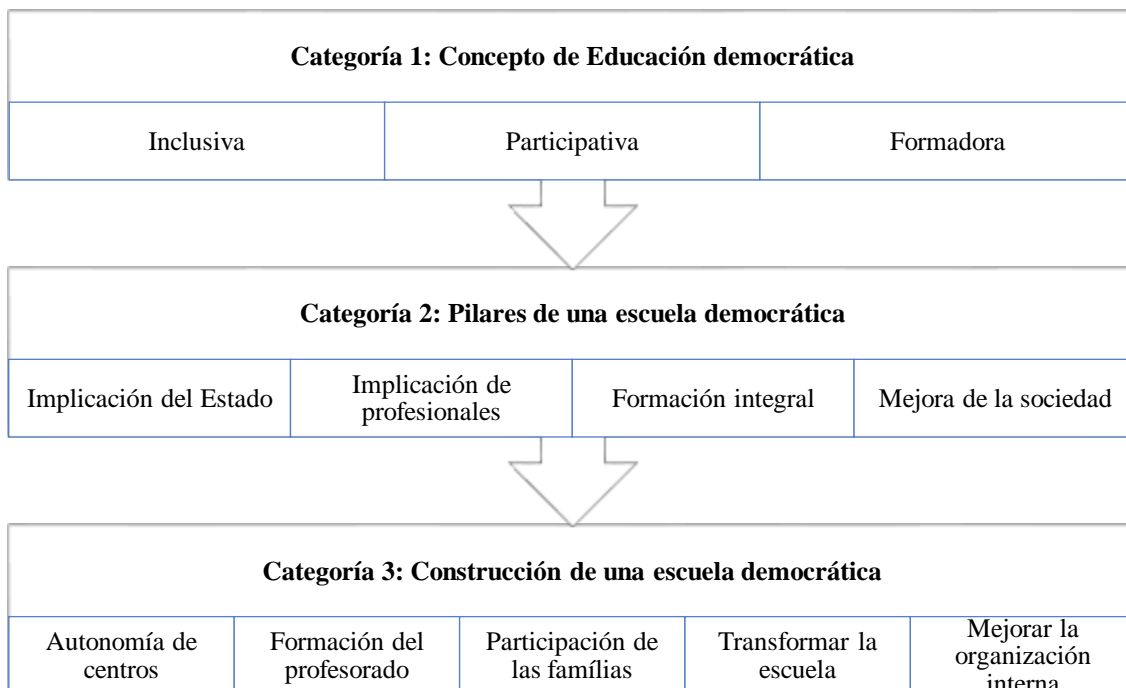 Categoría 1: Concepto de Educación democrática
Inclusiva
Participativa
Formadora
Categoría 2: Pilares de una escuela democrática
Implicación del Estado
Implicación de
profesionales
Formación integral
Mejora de la sociedad
Categoría 3: Construcción de una escuela democrática
Autonomía de
centros
Formación del
profesorado
Participación de
las famílias
Transformar la
escuela
Mejorar la
organización
interna